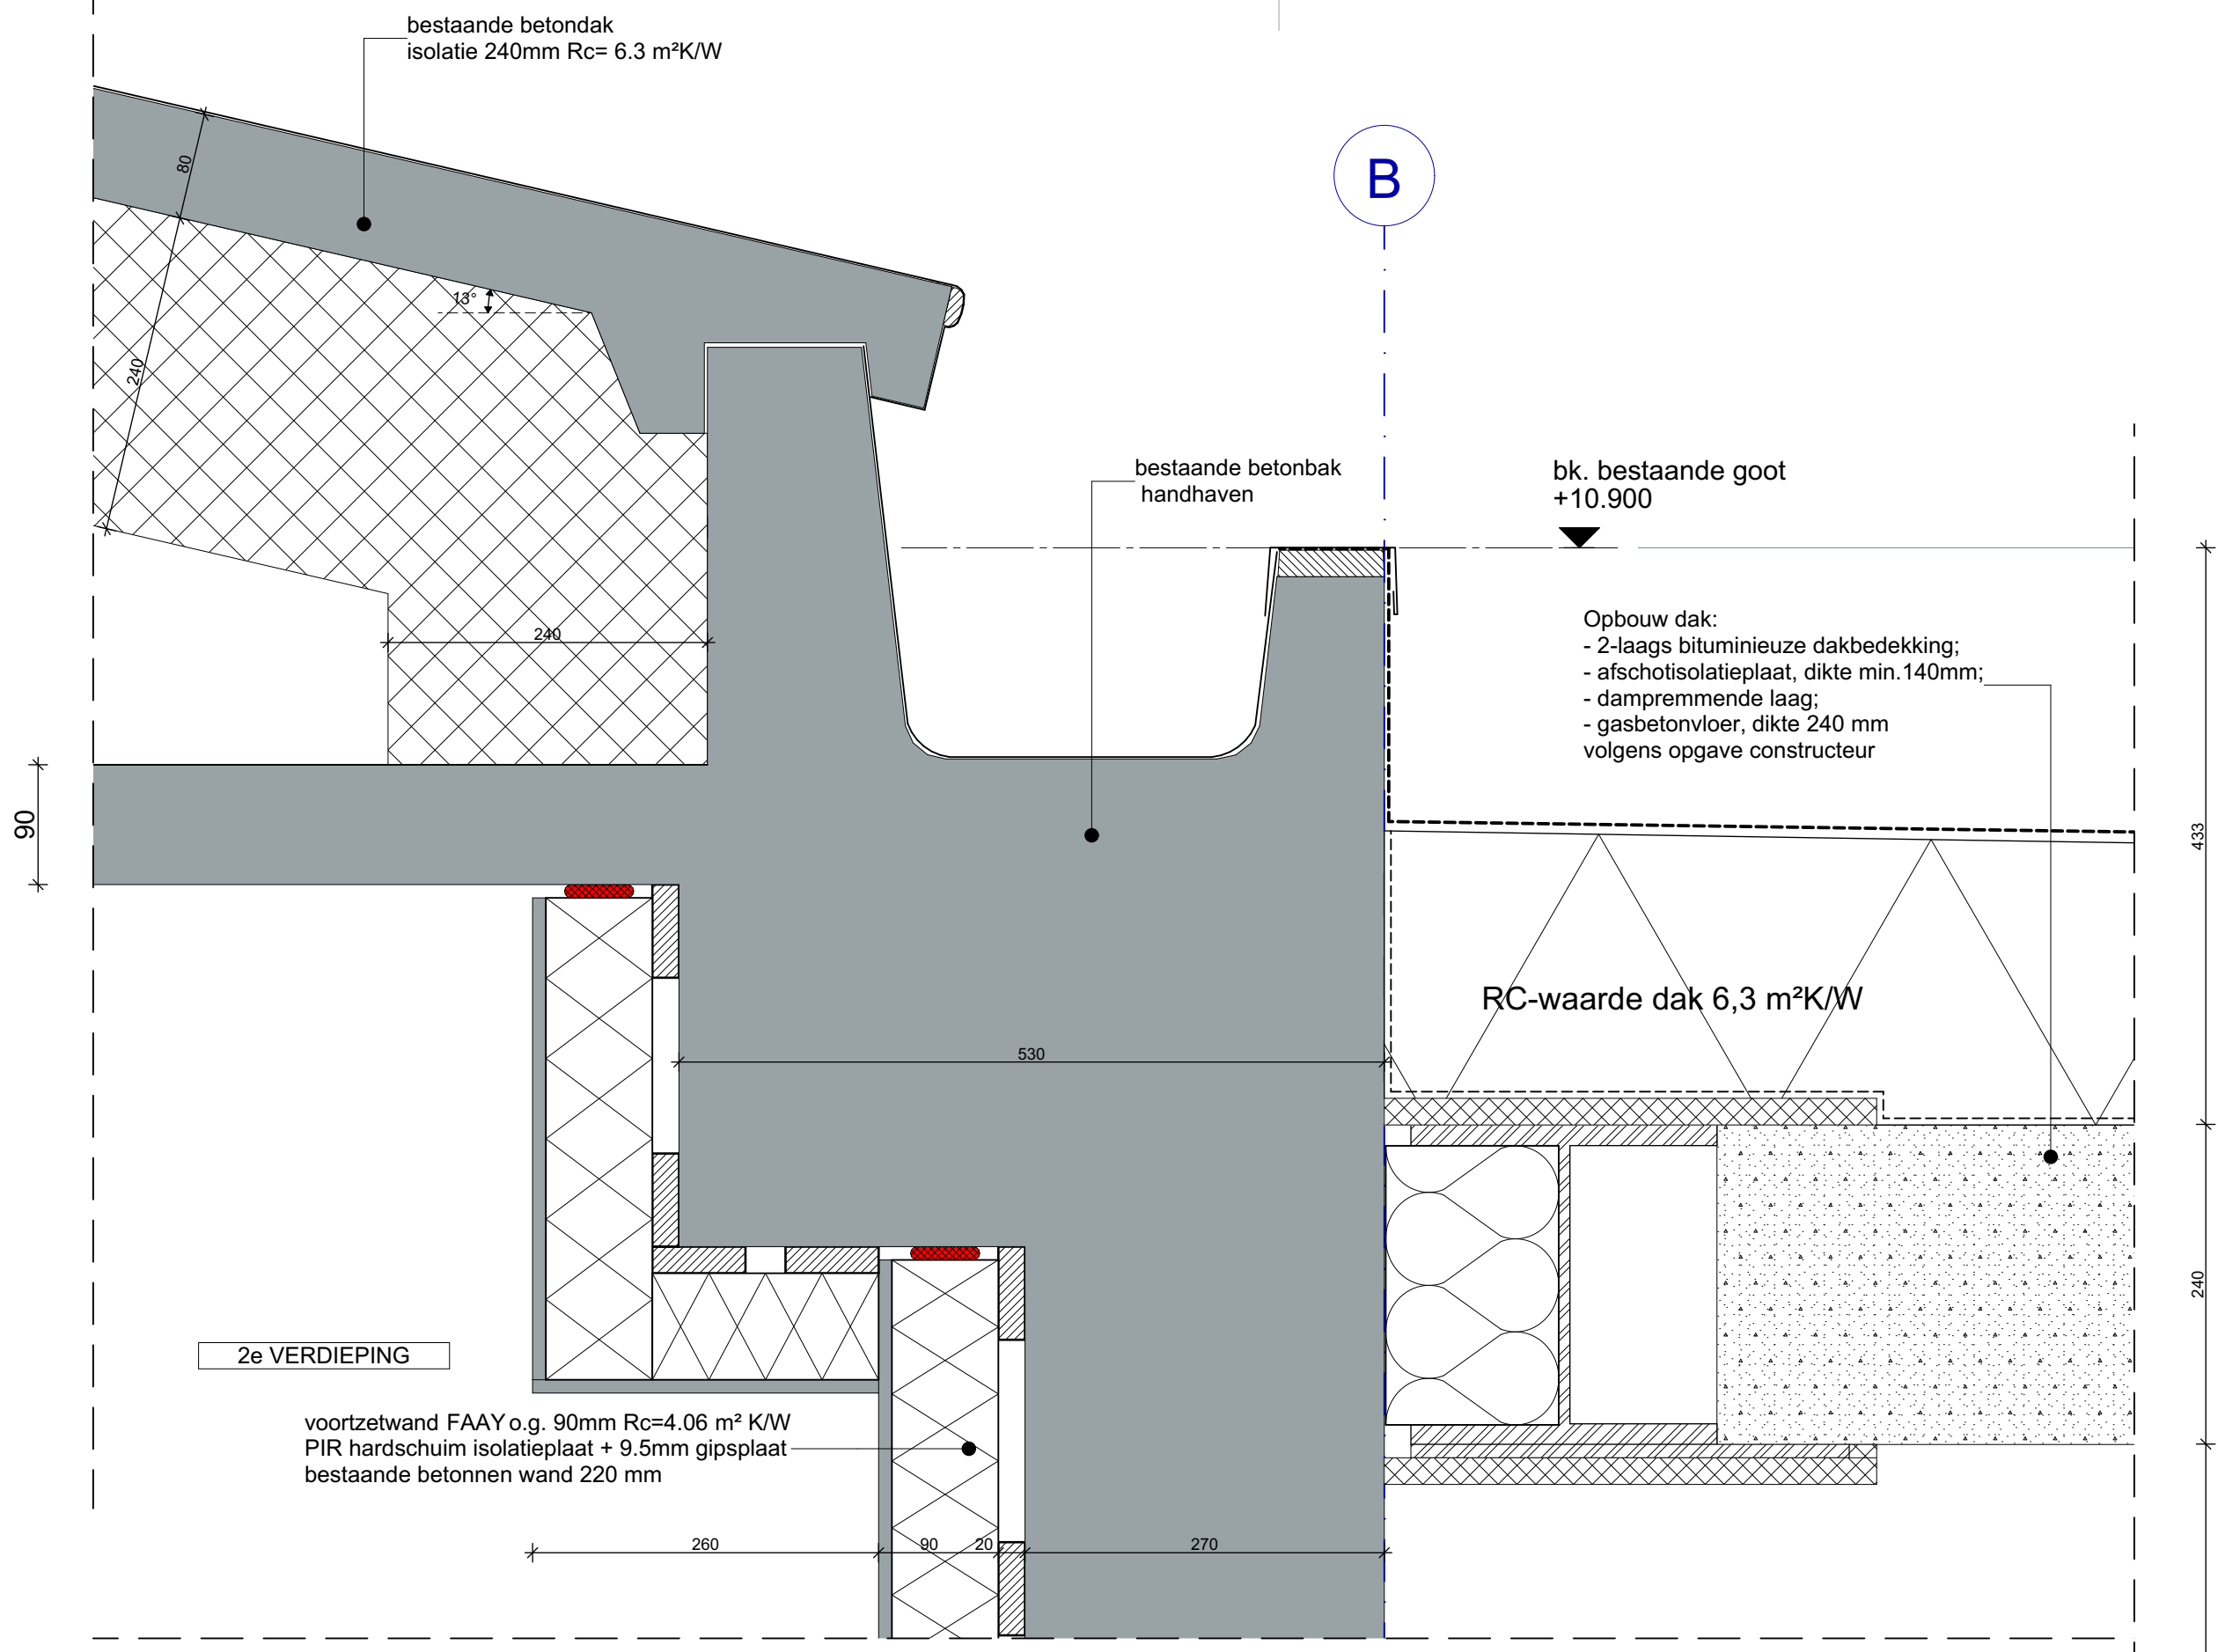 bestaande betondak
isolatie 240mm Rc= 6.3 m²K/W
80
B
13°
240
bestaande betonbak
handhaven
bk. bestaande goot
+10.900
Opbouw dak:
- 2-laags bituminieuze dakbedekking;
- afschotisolatieplaat, dikte min.140mm;
- dampremmende laag;
- gasbetonvloer, dikte 240 mm
volgens opgave constructeur
240
90
433
RC-waarde dak 6,3 m²K/W
530
240
2e VERDIEPING
voortzetwand FAAY o.g. 90mm Rc=4.06 m² K/W
PIR hardschuim isolatieplaat + 9.5mm gipsplaat
bestaande betonnen wand 220 mm
260
90
20
270